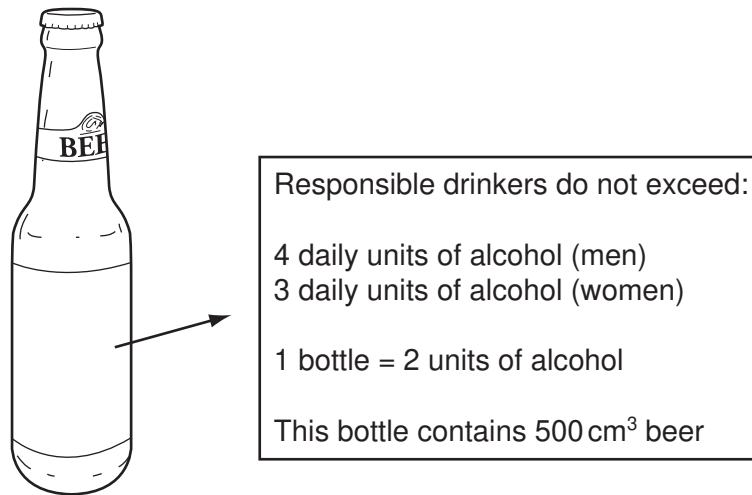 BEE
Responsible drinkers do not exceed:
4 daily units of alcohol (men)
3 daily units of alcohol (women)
1 bottle = 2 units of alcohol
This bottle contains 500 cm³ beer